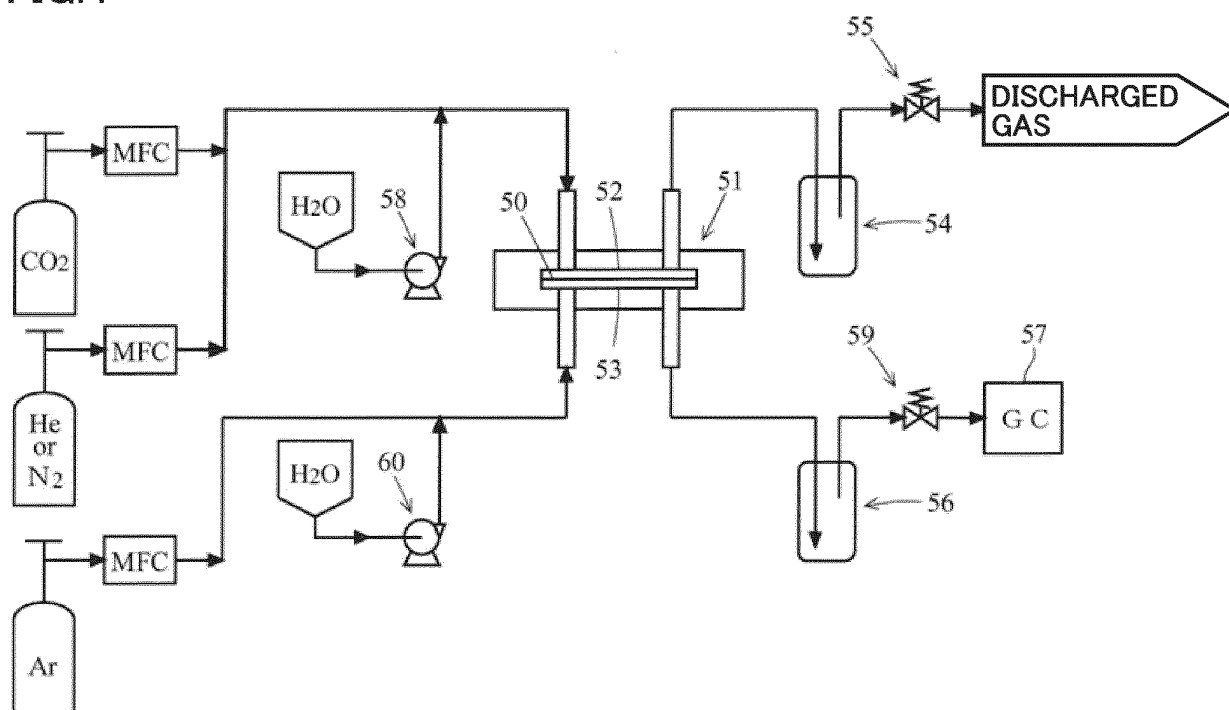 55
DISCHARGED
GAS
MFC
CO2
H2O
58
50
52
51
54
MFC
He
or
N2
53
59
57
G C
H2O
60
56
MFC
Ar